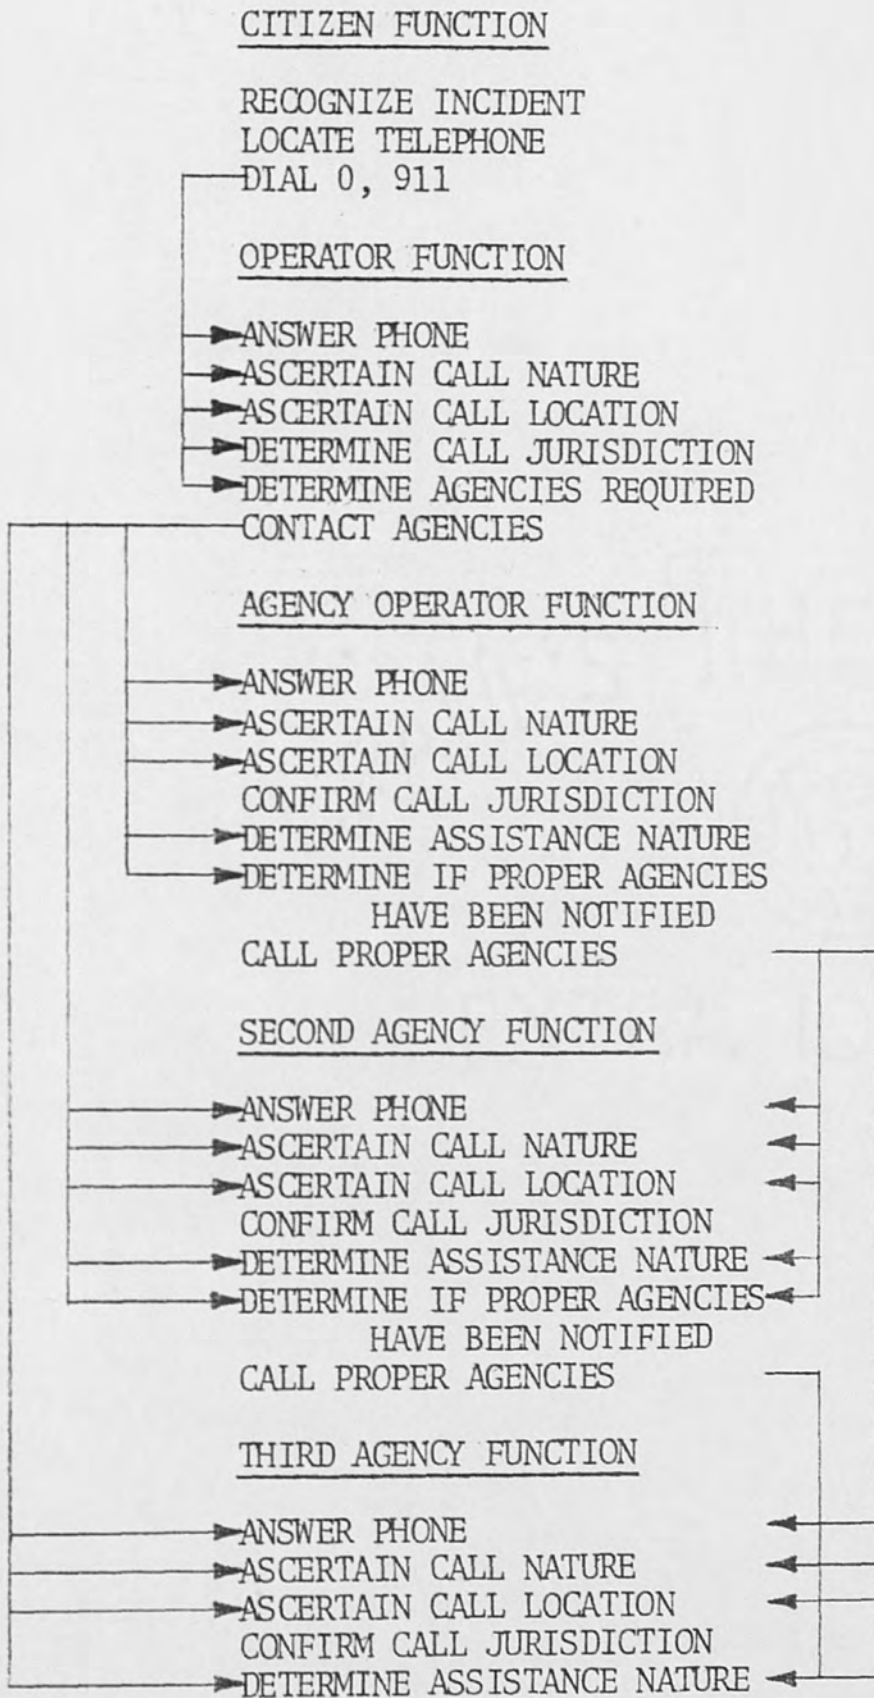 CITIZEN FUNCTION
RECOGNIZE INCIDENT
LOCATE TELEPHONE
DIAL 0, 911
OPERATOR FUNCTION
ANSWER PHONE
ASCERTAIN CALL NATURE
ASCERTAIN CALL LOCATION
DETERMINE CALL JURISDICTION
DETERMINE AGENCIES REQUIRED
CONTACT AGENCIES
AGENCY OPERATOR FUNCTION
ANSWER PHONE
ASCERTAIN CALL NATURE
ASCERTAIN CALL LOCATION
CONFIRM CALL JURISDICTION
DETERMINE ASSISTANCE NATURE
DETERMINE IF PROPER AGENCIES
HAVE BEEN NOTIFIED
CALL PROPER AGENCIES
SECOND AGENCY FUNCTION
ANSWER PHONE
ASCERTAIN CALL NATURE
ASCERTAIN CALL LOCATION
CONFIRM CALL JURISDICTION
DETERMINE ASSISTANCE NATURE
DETERMINE IF PROPER AGENCIES
HAVE BEEN NOTIFIED
CALL PROPER AGENCIES
THIRD AGENCY FUNCTION
ANSWER PHONE
ASCERTAIN CALL NATURE
ASCERTAIN CALL LOCATION
CONFIRM CALL JURISDICTION
DETERMINE ASSISTANCE NATURE